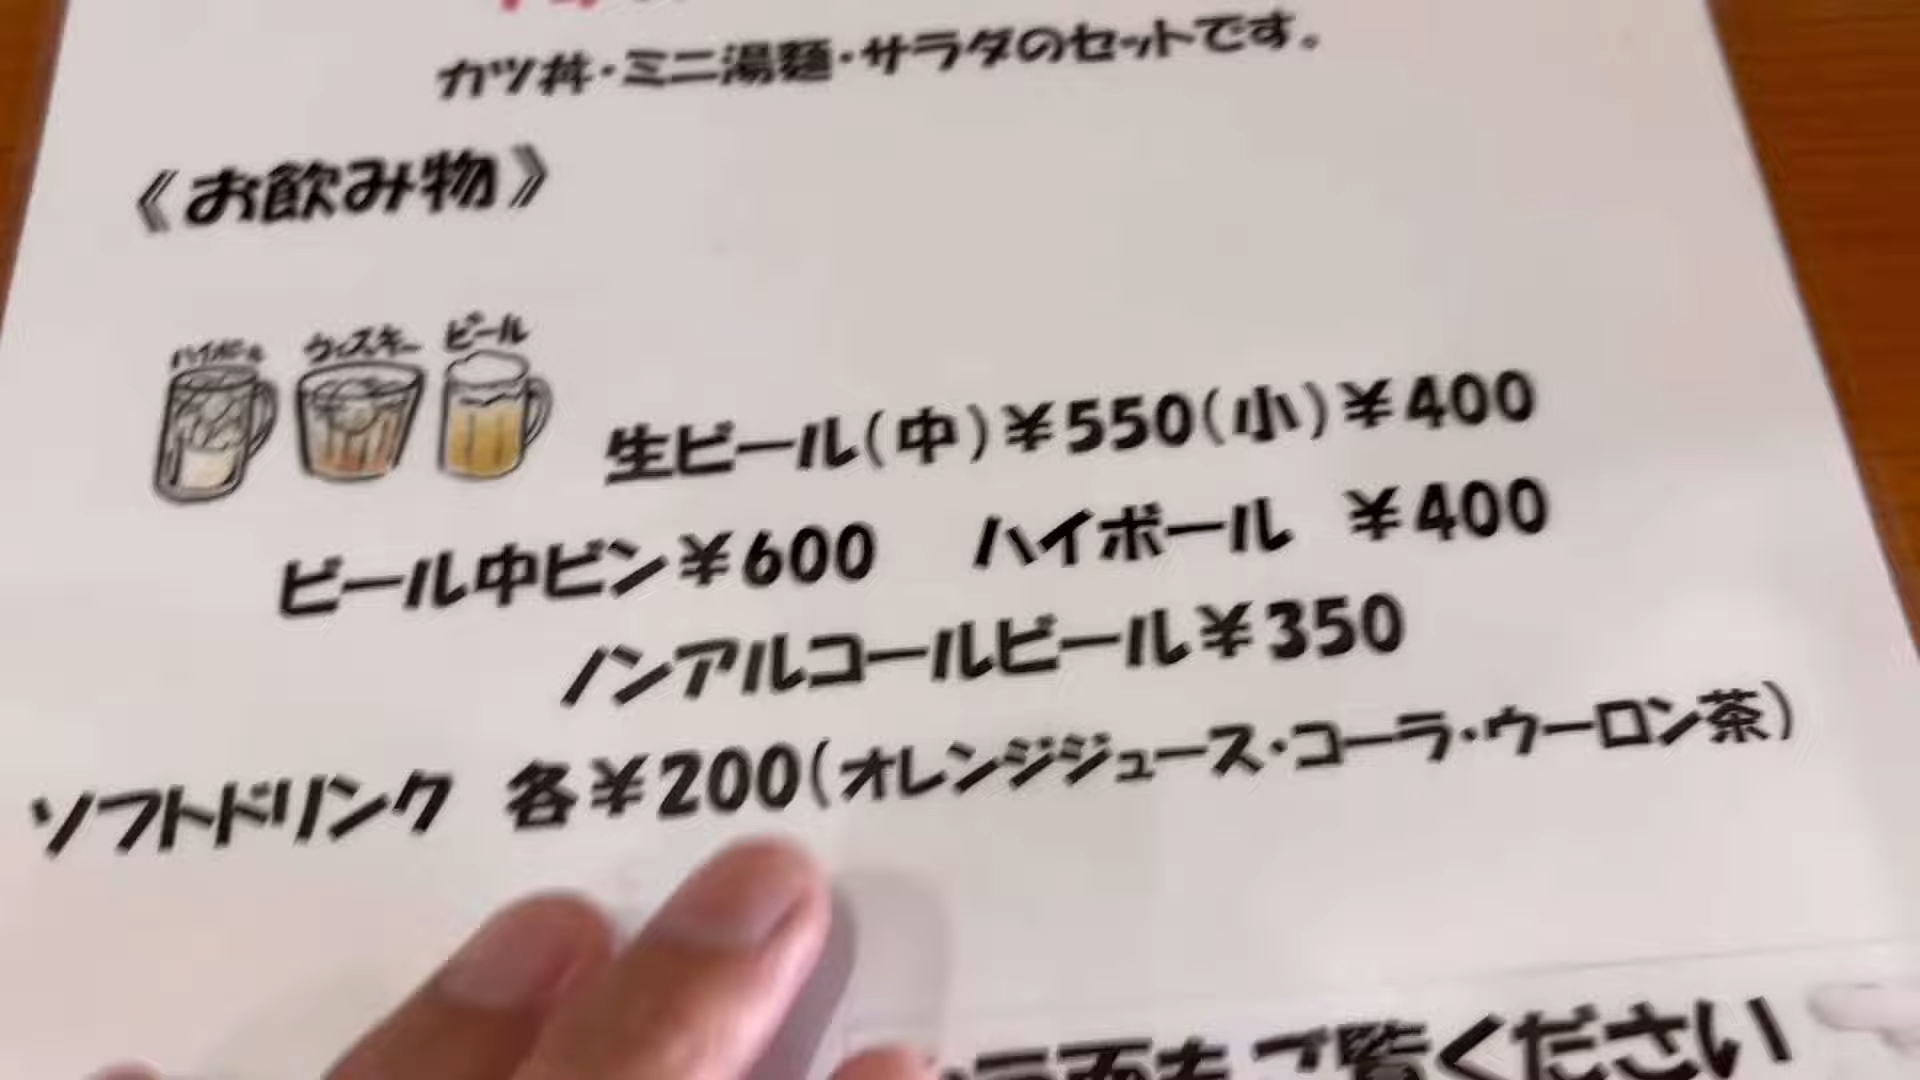 カツ丼・ミニ湯麺・サラダのセットです。
《お飲み物》
ハイボール ウィスキー ビール
生ビール(中)¥550(小)¥400
ビール中ビン¥600 ハイボール ¥400
ノンアルコールビール¥350
ソフトドリンク 各¥200(オレンジジュース・コーラ・ウーロン茶)
面もご覧ください